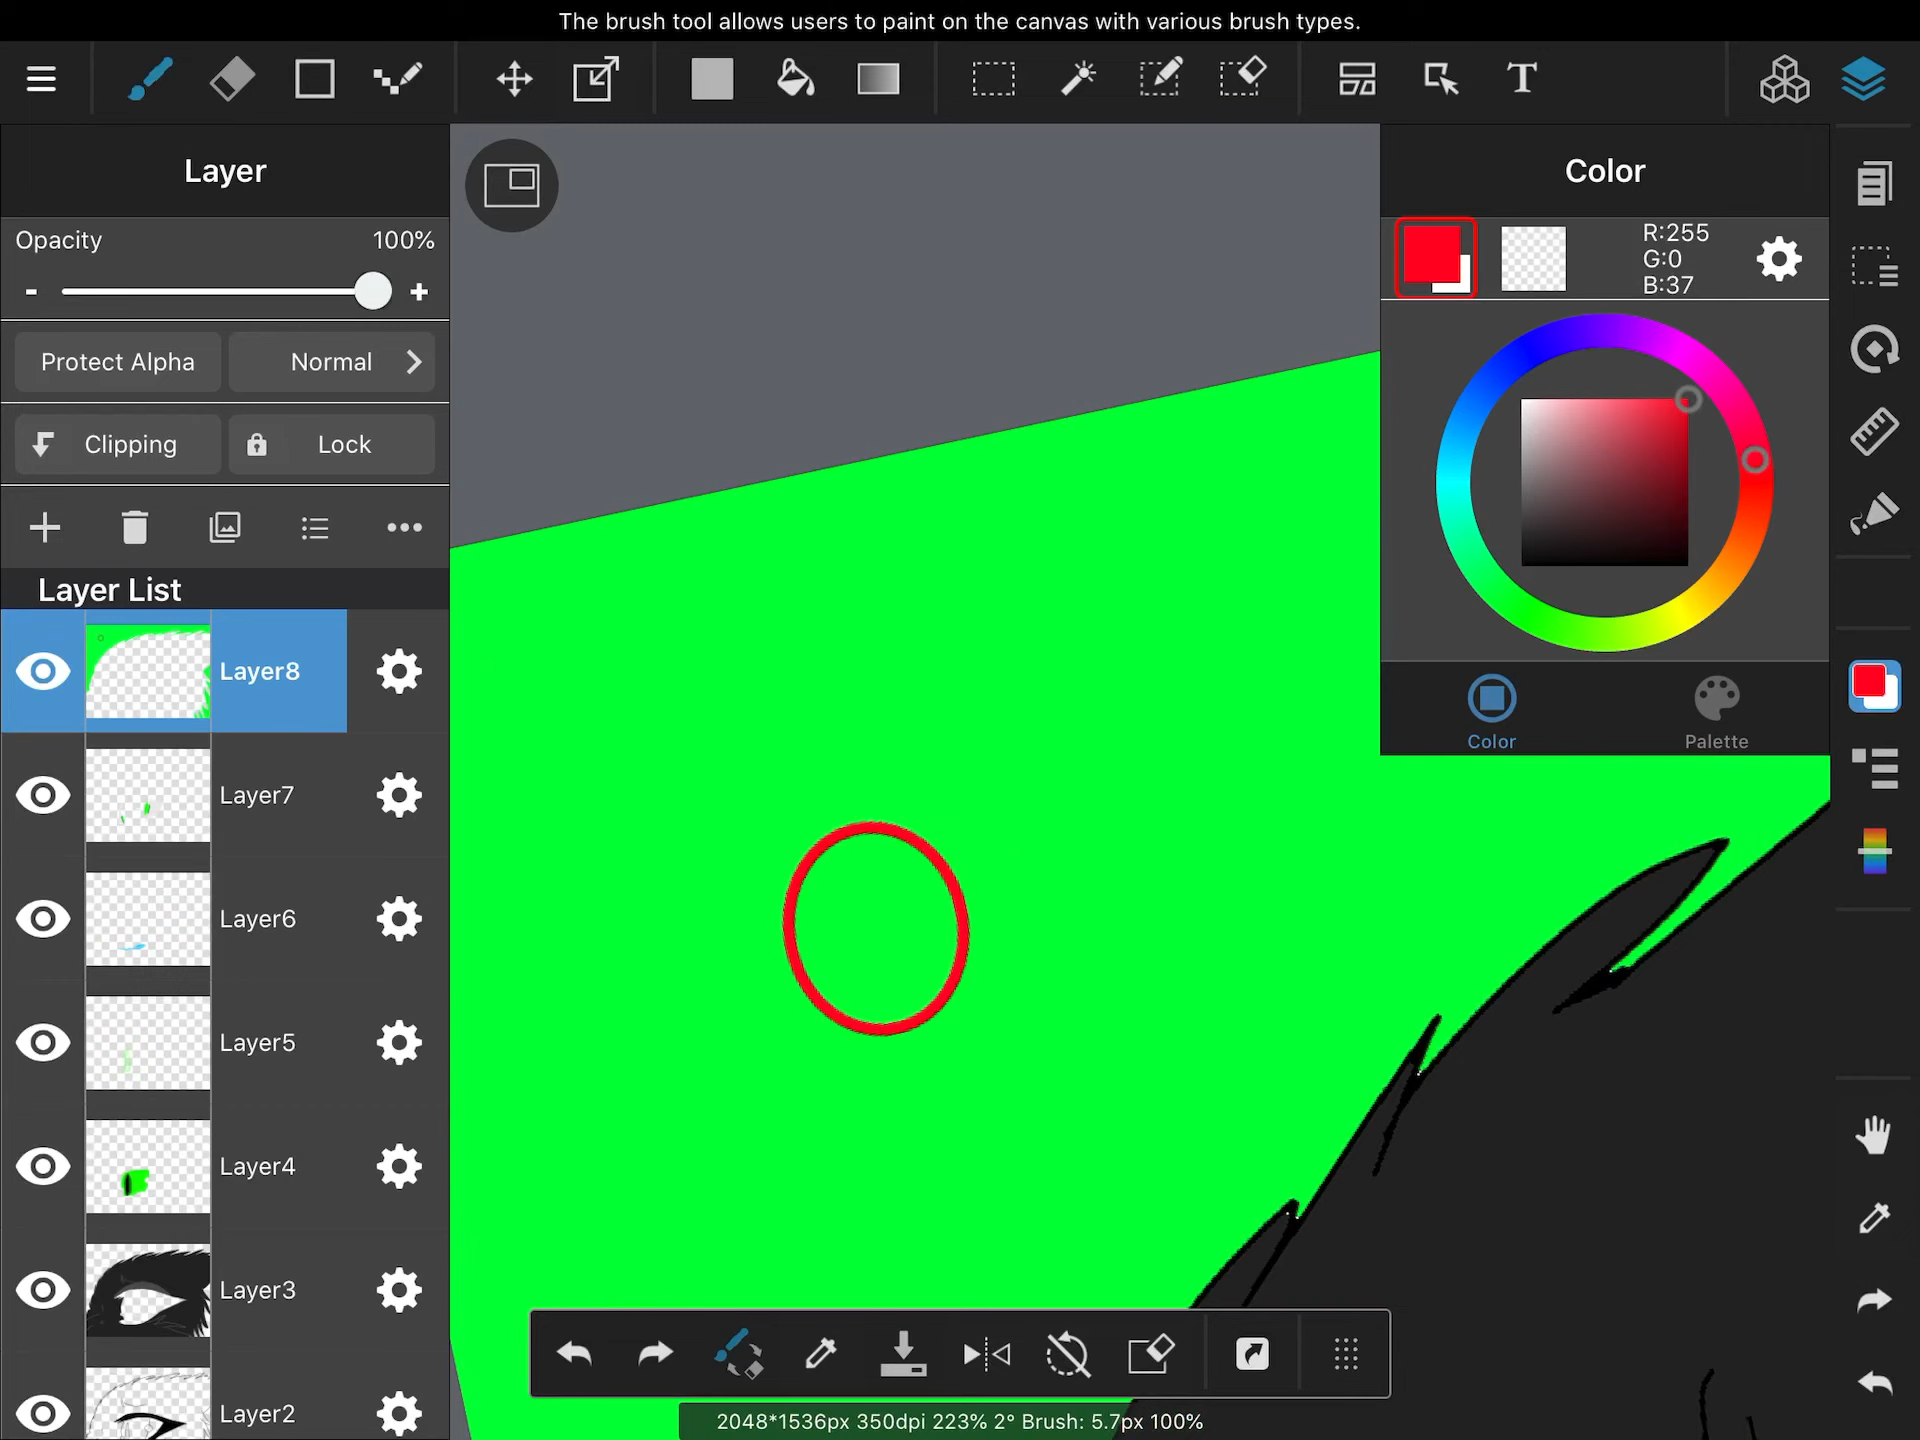 The brush tool allows users to paint on the canvas with various brush types.
T
Layer
Opacity 100%
- +
Protect Alpha Normal
Clipping Lock
Layer List
Layer8
Layer7
Layer6
Layer5
Layer4
Layer3
Layer2
Color
R:255
G:0
B:37
Color Palette
2048*1536px 350dpi 223% 2° Brush: 5.7px 100%